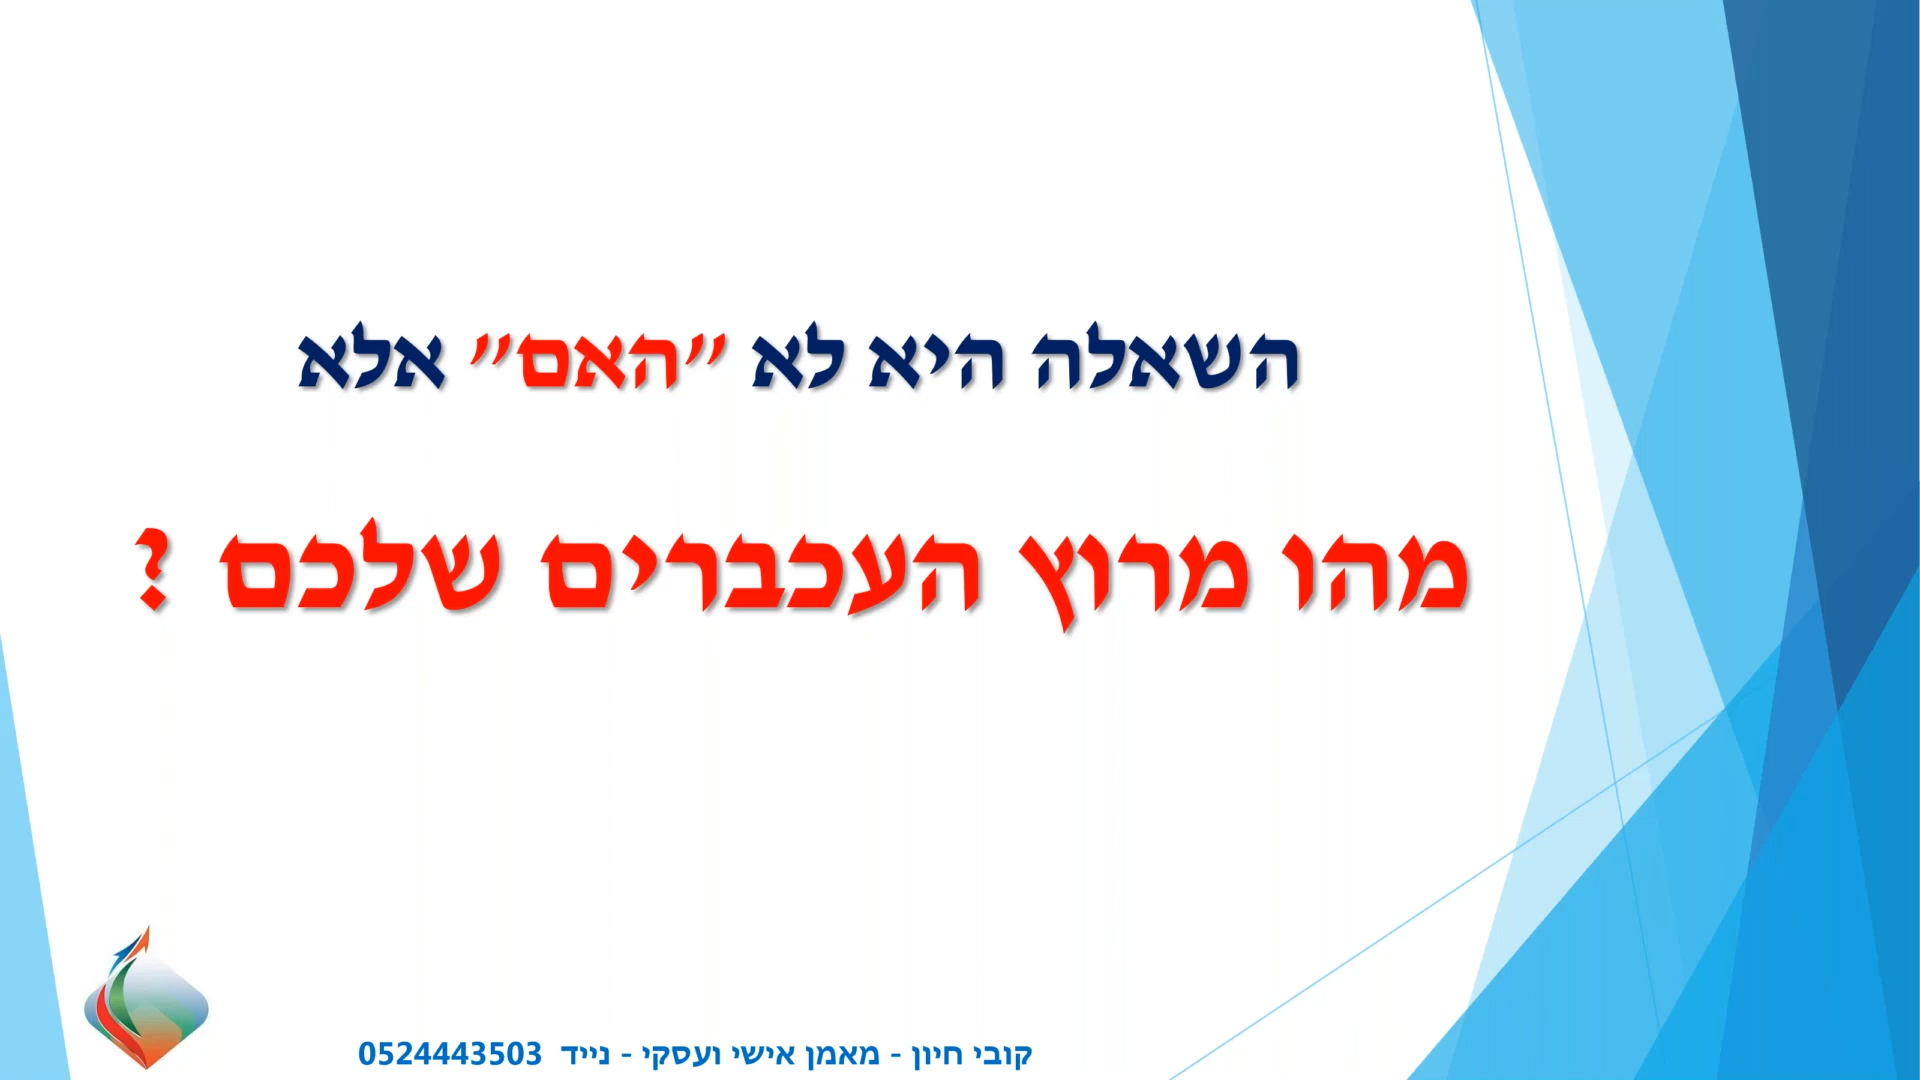 השאלה היא לא "האם" אלא
מהו מרוץ העכברים שלכם ?
קובי חיון - מאמן אישי ועסקי - נייד 0524443503